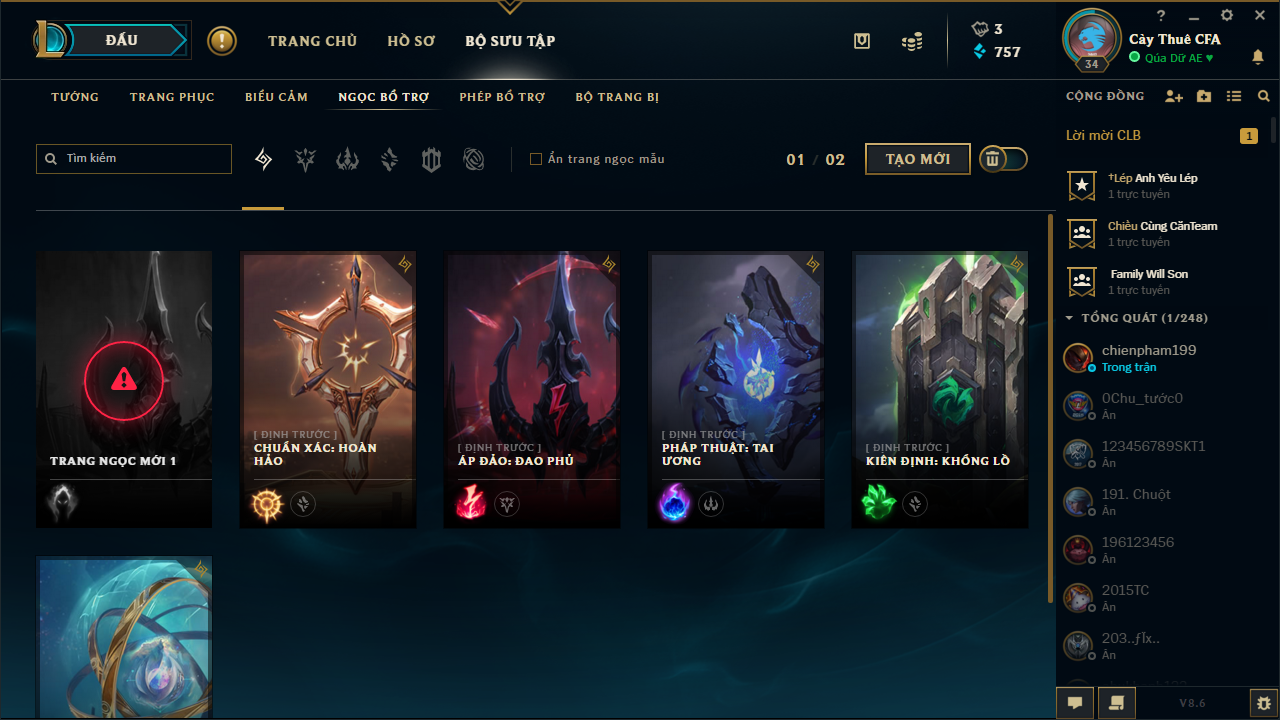 ĐẤU
TRANG CHỦ
HỒ SƠ
BỘ SƯU TẬP
3
757
34
Cày Thuê CFA
Qúa Dữ AE ♥
TƯỚNG
TRANG PHỤC
BIỂU CẢM
NGỌC BỔ TRỢ
PHÉP BỔ TRỢ
BỘ TRANG BỊ
Tìm kiếm
Ẩn trang ngọc mẫu
01 / 02
TẠO MỚI
TRANG NGỌC MỚI 1
[ ĐỊNH TRƯỚC ]
CHUẨN XÁC: HOÀN
HẢO
[ ĐỊNH TRƯỚC ]
ÁP ĐẢO: ĐAO PHỦ
[ ĐỊNH TRƯỚC ]
PHÁP THUẬT: TAI
ƯƠNG
[ ĐỊNH TRƯỚC ]
KIÊN ĐỊNH: KHỔNG LỒ
CỘNG ĐỒNG
Lời mời CLB
1
†Lép Anh Yêu Lép
1 trực tuyến
Chiều Cùng CănTeam
1 trực tuyến
Family Will Son
1 trực tuyến
TỔNG QUÁT (1/248)
chienpham199
Trong trận
0Chu_tước0
Ẩn
123456789SKT1
Ẩn
191. Chuột
Ẩn
196123456
Ẩn
2015TC
Ẩn
203..ƒÏx..
Ẩn
V8.6